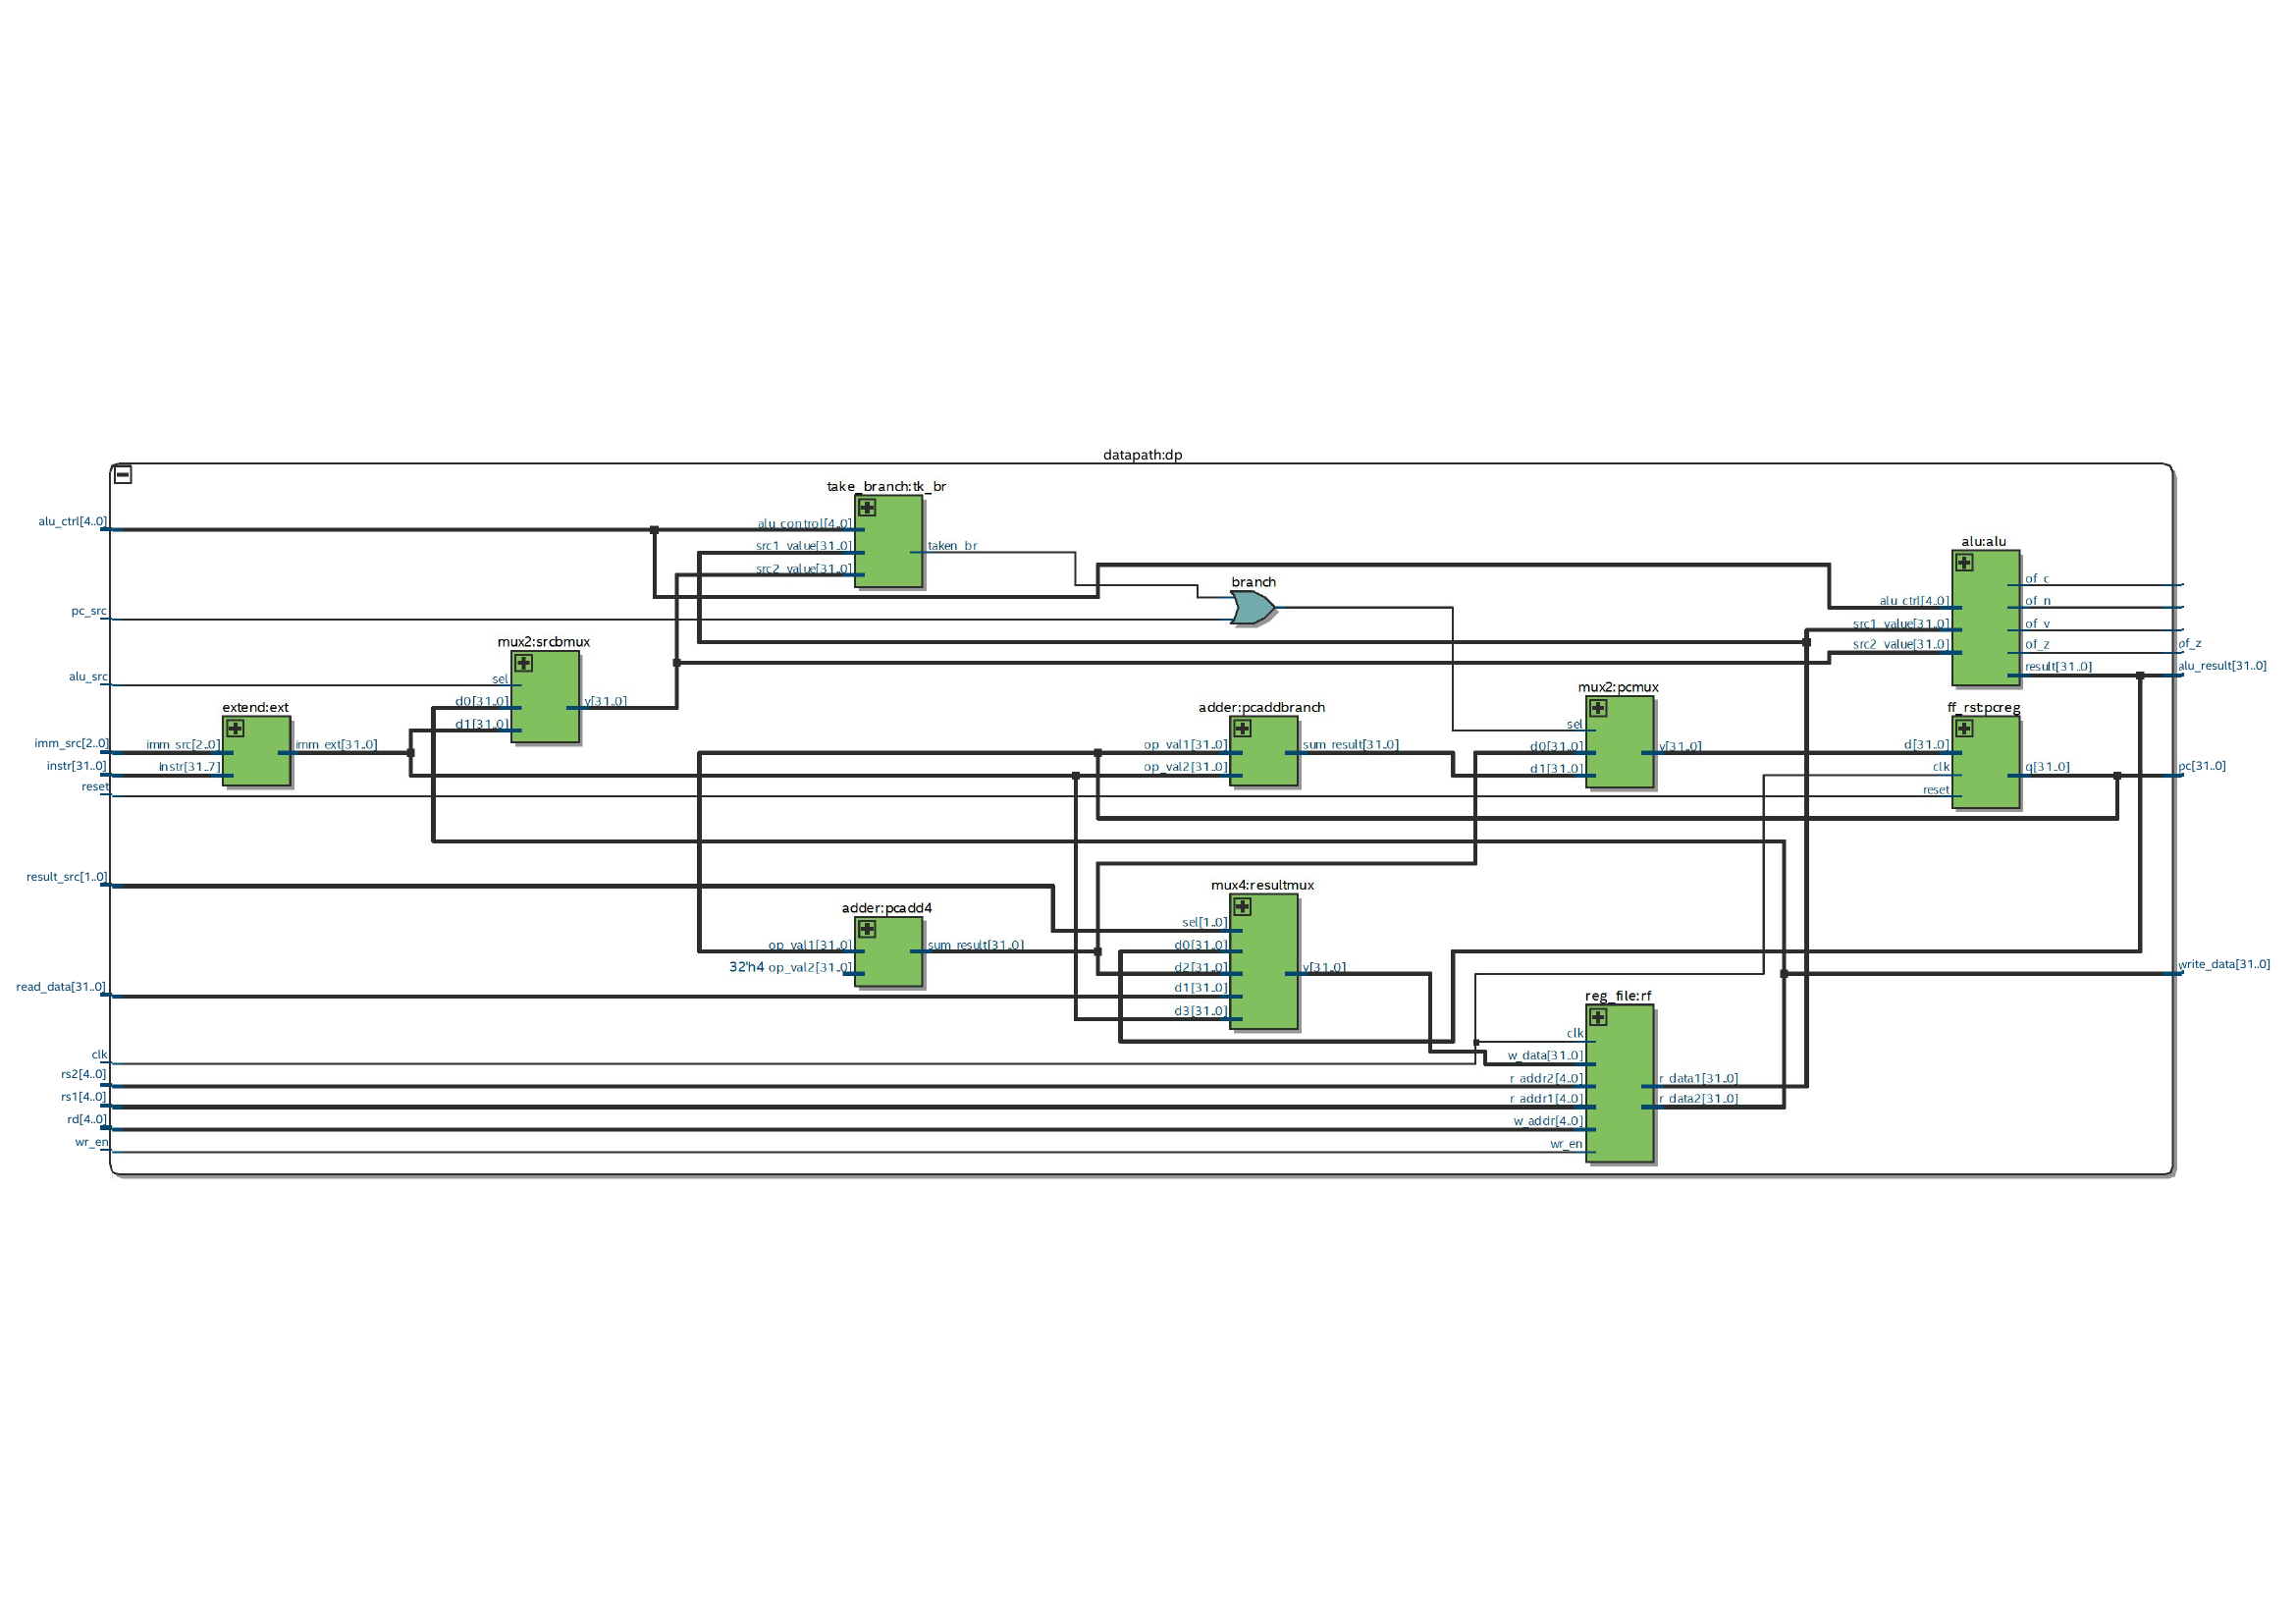 datapath:dp
take_branch:tk_br
alu_ctrl[4..0]
alu_control[4..0]
src1_value[31..0]
src2_value[31..0]
taken_br
alu:alu
of_c
of_n
of_v
of_z
result[31..0]
alu_ctrl[4..0]
src1_value[31..0]
src2_value[31..0]
of_z
alu_result[31..0]
branch
pc_src
mux2:srcbmux
alu_src
sel
d0[31..0]
d1[31..0]
y[31..0]
extend:ext
imm_src[2..0]
instr[31..0]
reset
imm_src[2..0]
instr[31..7]
imm_ext[31..0]
adder:pcaddbranch
op_val1[31..0]
op_val2[31..0]
sum_result[31..0]
mux2:pcmux
sel
d0[31..0]
d1[31..0]
y[31..0]
ff_rst:pcreg
d[31..0]
clk
reset
q[31..0]
pc[31..0]
result_src[1..0]
adder:pcadd4
op_val1[31..0]
32'h4 op_val2[31..0]
sum_result[31..0]
mux4:resultmux
sel[1..0]
d0[31..0]
d2[31..0]
d1[31..0]
d3[31..0]
y[31..0]
write_data[31..0]
read_data[31..0]
reg_file:rf
clk
w_data[31..0]
r_addr2[4..0]
r_addr1[4..0]
w_addr[4..0]
wr_en
r_data1[31..0]
r_data2[31..0]
clk
rs2[4..0]
rs1[4..0]
rd[4..0]
wr_en